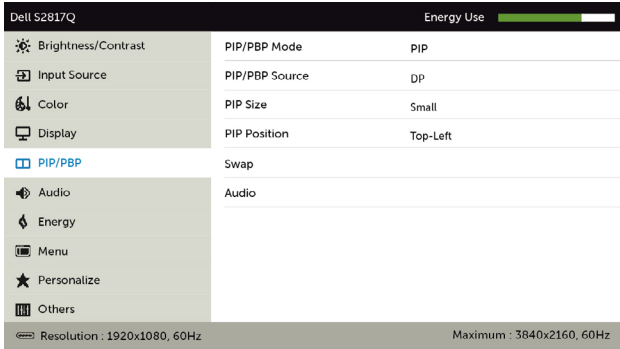 Dell S2817Q Energy Use
Brightness/Contrast PIP/PBP Mode PIP
Input Source PIP/PBP Source DP
Color PIP Size Small
Display PIP Position Top-Left
PIP/PBP Swap
Audio Audio
Energy
Menu
Personalize
Others
Resolution : 1920x1080, 60Hz Maximum : 3840x2160, 60Hz